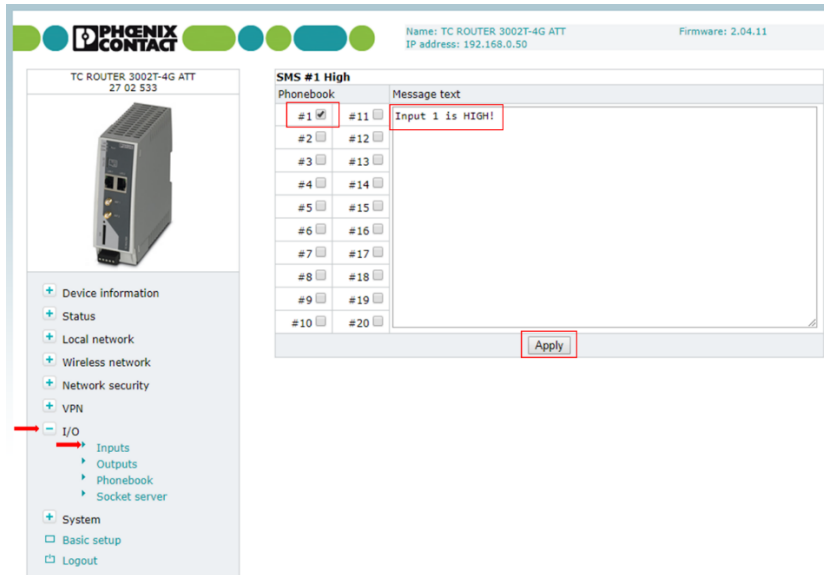 PHŒNIX
CONTACT
Name: TC ROUTER 3002T-4G ATT
IP address: 192.168.0.50
Firmware: 2.04.11
TC ROUTER 3002T-4G ATT
27 02 533
Device information
Status
Local network
Wireless network
Network security
VPN
I/O
Inputs
Outputs
Phonebook
Socket server
System
Basic setup
Logout
SMS #1 High
Phonebook Message text
#1 #11 Input 1 is HIGH!
#2 #12
#3 #13
#4 #14
#5 #15
#6 #16
#7 #17
#8 #18
#9 #19
#10 #20
Apply